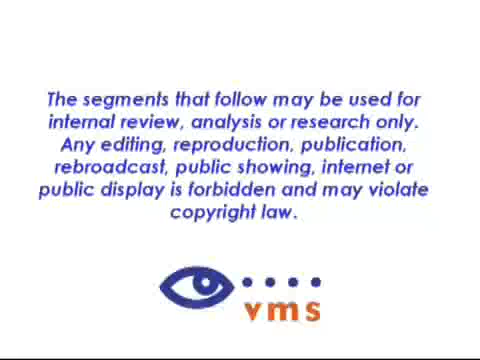 The segments that follow may be used for
internal review, analysis or research only.
Any editing, reproduction, publication,
rebroadcast, public showing, internet or
public display is forbidden and may violate
copyright law.
vms